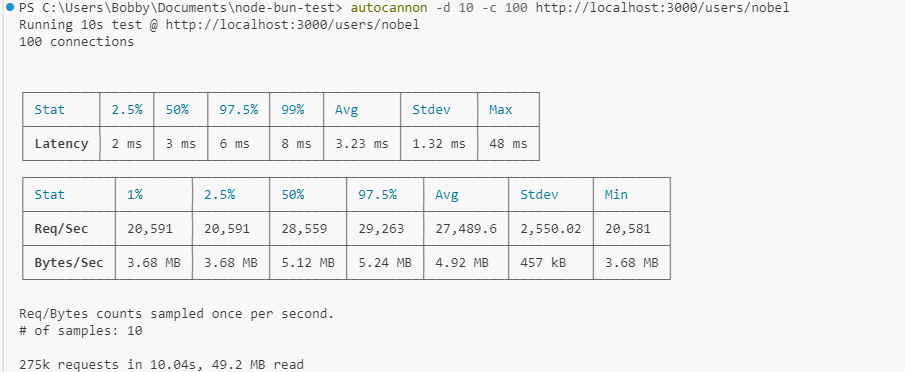 PS C:\Users\Bobby\Documents\node-bun-test> autocannon -d 10 -c 100 http://localhost:3000/users/nobel
Running 10s test @ http://localhost:3000/users/nobel
100 connections
Stat 2.5% 50% 97.5% 99% Avg Stdev Max
Latency 2 ms 3 ms 6 ms 8 ms 3.23 ms 1.32 ms 48 ms
Stat 1% 2.5% 50% 97.5% Avg Stdev Min
Req/Sec 20,591 20,591 28,559 29,263 27,489.6 2,550.02 20,581
Bytes/Sec 3.68 MB 3.68 MB 5.12 MB 5.24 MB 4.92 MB 457 kB 3.68 MB
Req/Bytes counts sampled once per second.
# of samples: 10
275k requests in 10.04s, 49.2 MB read